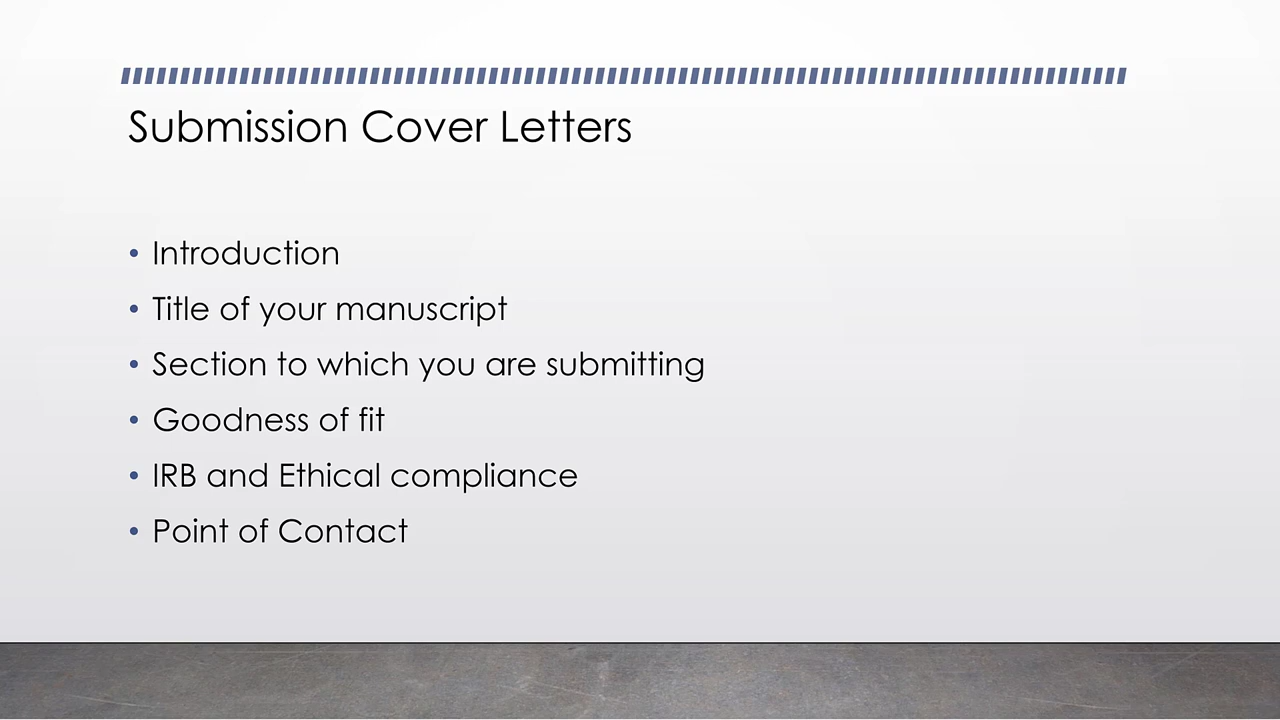 Submission Cover Letters
• Introduction
• Title of your manuscript
• Section to which you are submitting
• Goodness of fit
• IRB and Ethical compliance
• Point of Contact